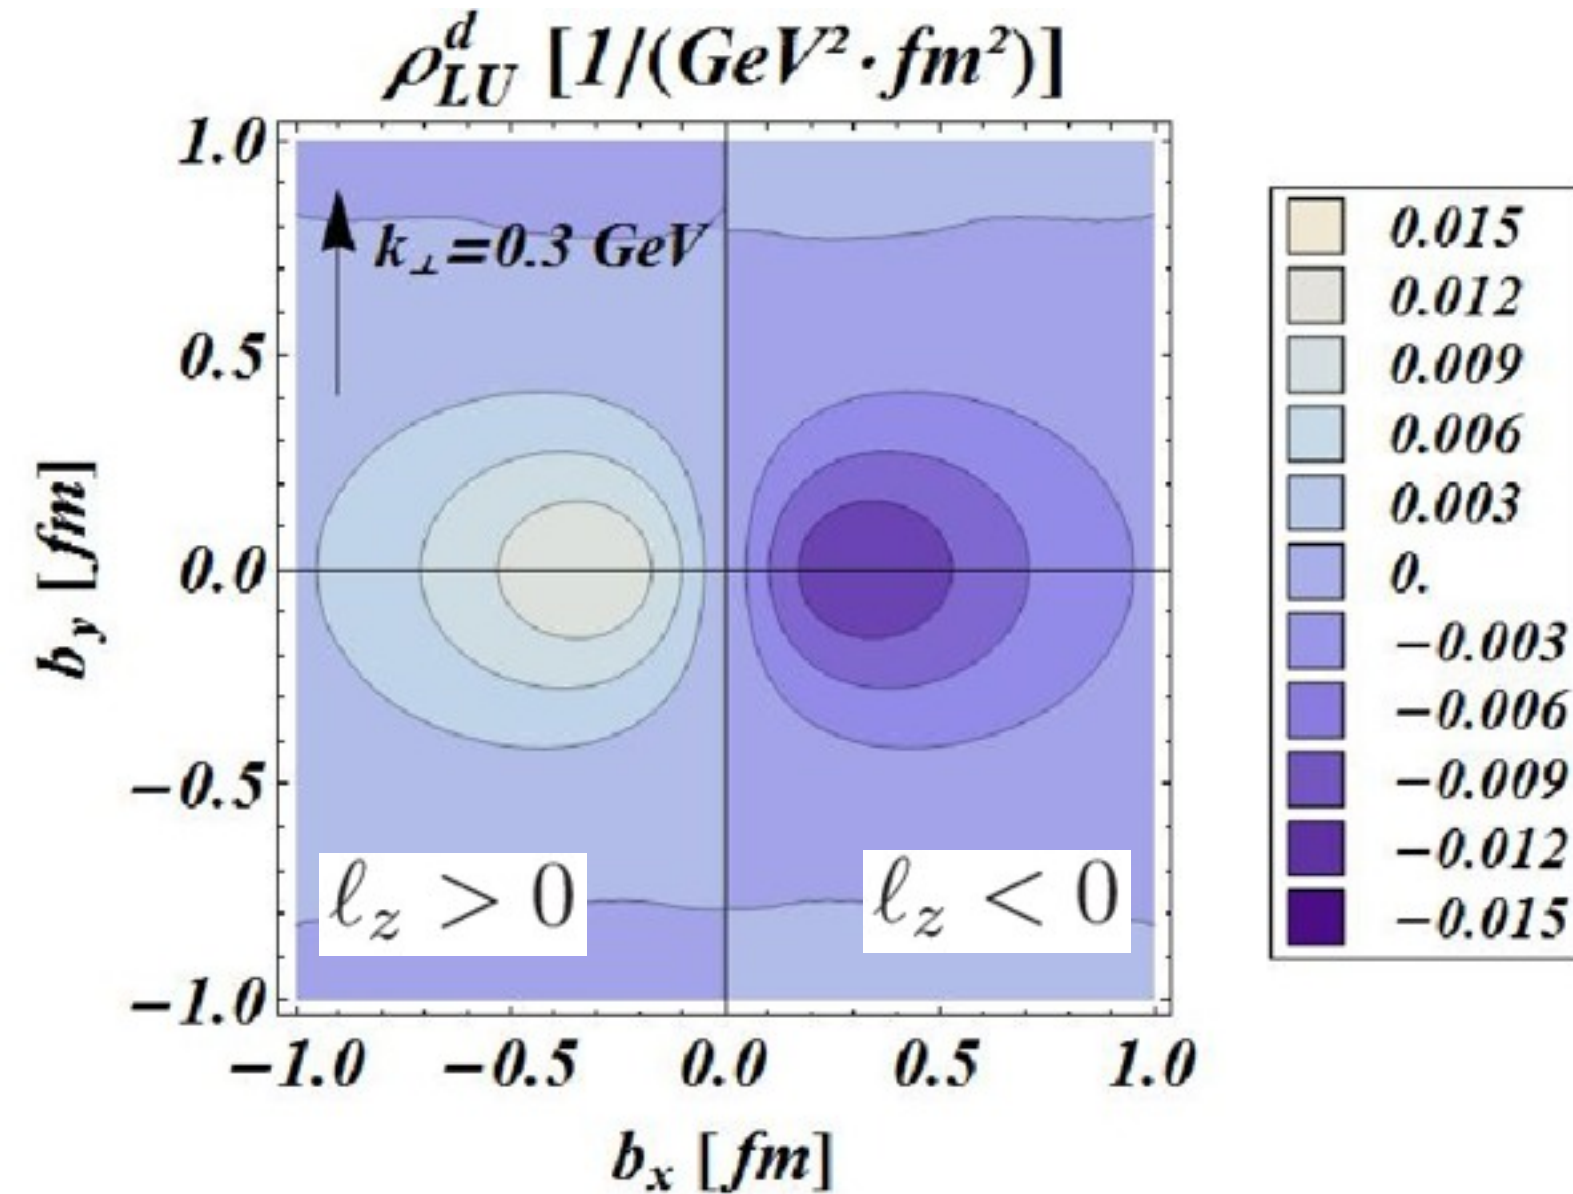 ρ^d_LU [1/(GeV²·fm²)]
k⊥=0.3 GeV
1.0
0.5
0.0
−0.5
−1.0
b_y [fm]
ℓ_z > 0
ℓ_z < 0
−1.0 −0.5 0.0 0.5 1.0
b_x [fm]
0.015
0.012
0.009
0.006
0.003
0.
−0.003
−0.006
−0.009
−0.012
−0.015